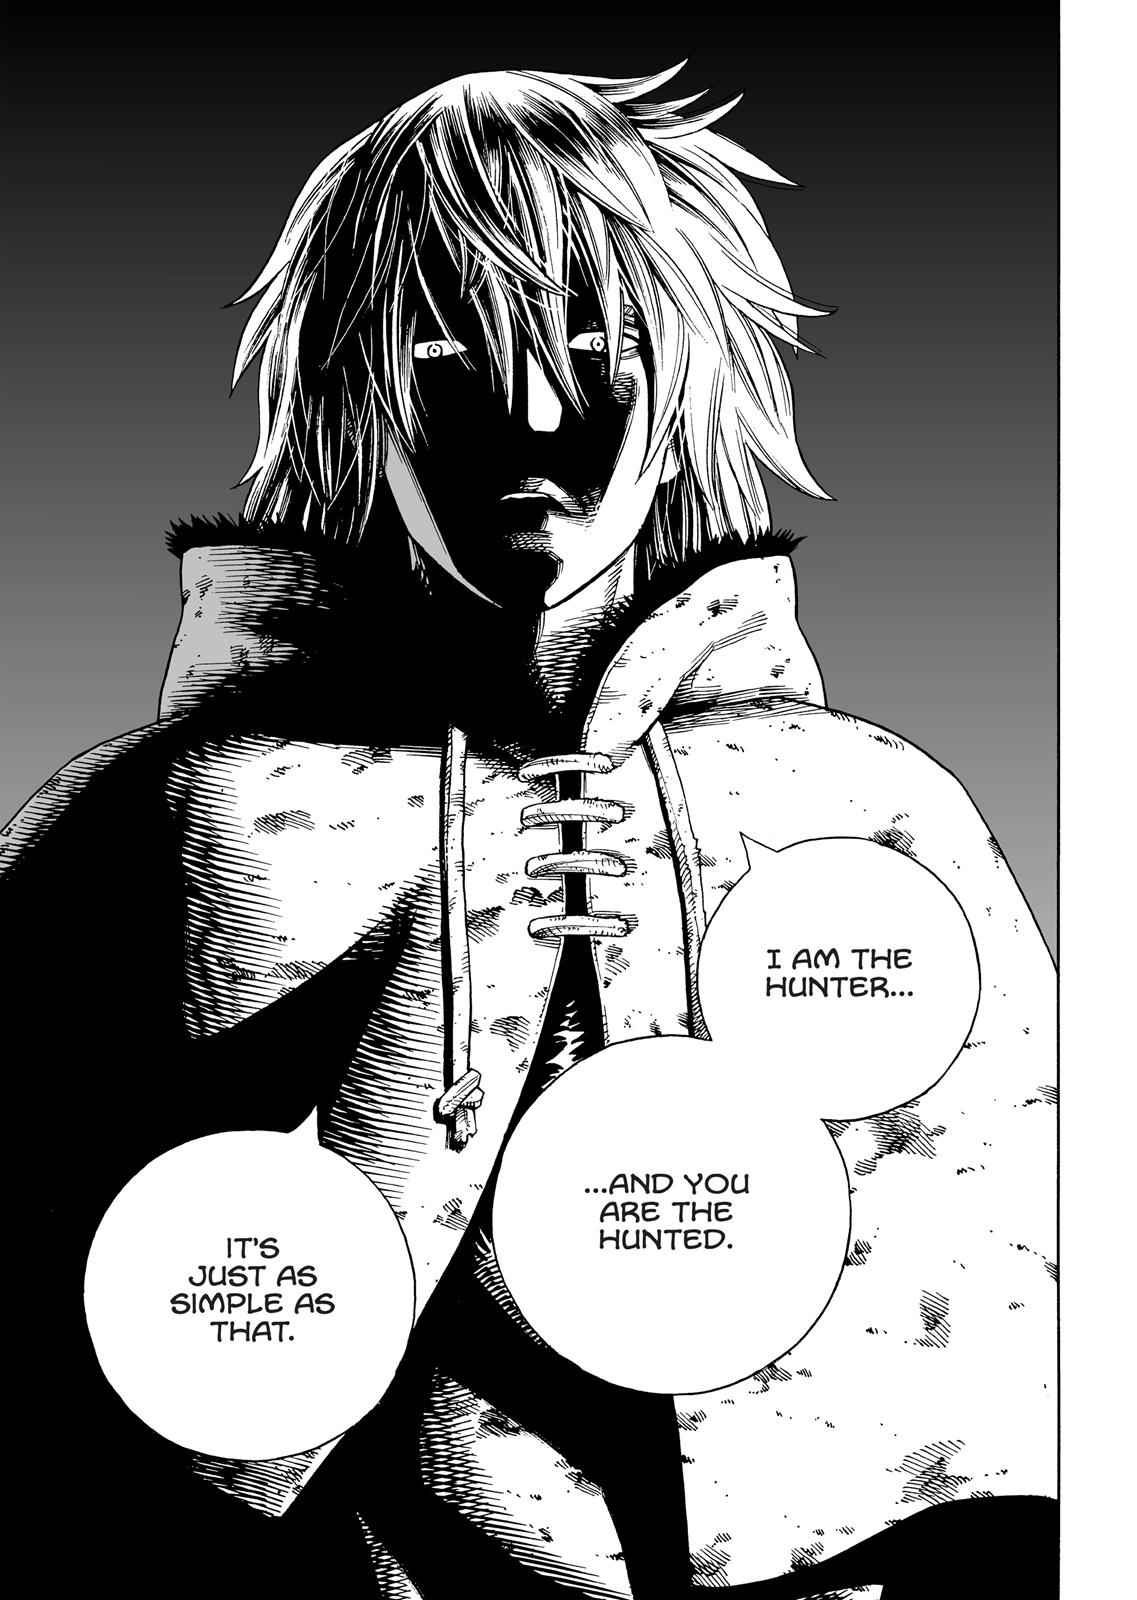 I AM THE
HUNTER...
...AND YOU
ARE THE
HUNTED.
IT'S
JUST AS
SIMPLE AS
THAT.